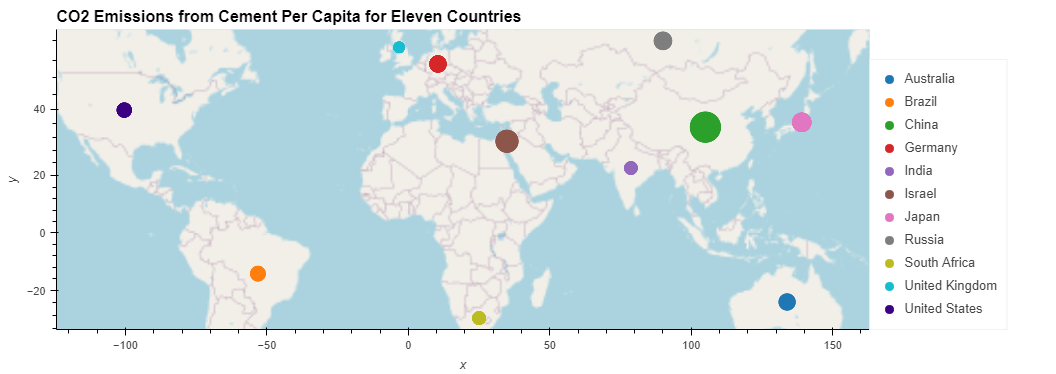 CO2 Emissions from Cement Per Capita for Eleven Countries
y
40
20
0
−20
−100
−50
0
50
100
150
x
Australia
Brazil
China
Germany
India
Israel
Japan
Russia
South Africa
United Kingdom
United States